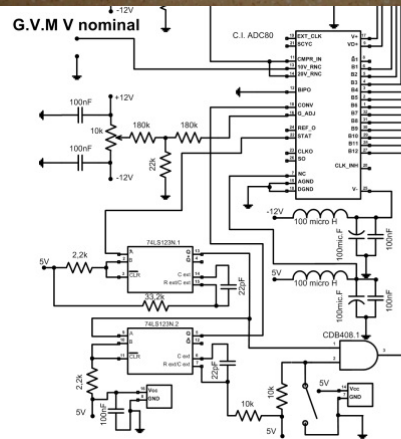 -12V
G.V.M V nominal
C.I. ADC80
EXT_CLK
SCYC
CMPR_IN
10V_RNC
20V_RNC
BIPO
CONV
G_ADJ
REF_O
STAT
CLKO
SO
NC
AGND
DGND
V+
VD+
B1
B2
B3
B4
B5
B6
B7
B8
B9
B10
B11
B12
CLK_INH
V-
+12V
100nF
10k
180k
180k
22k
100nF
-12V
-12V
100 micro H
100mic.F
100nF
5V
100 micro H
100mic.F
100nF
74LS123N.1
5V
2,2k
A
B
CLR
C ext
R ext/C ext
22pF
33,2k
74LS123N.2
A
B
CLR
C ext
R ext/C ext
22pF
2,2k
CDB408.1
1
2
3
Vcc
GND
100nF
5V
10k
10k
5V
5V
Vcc
GND